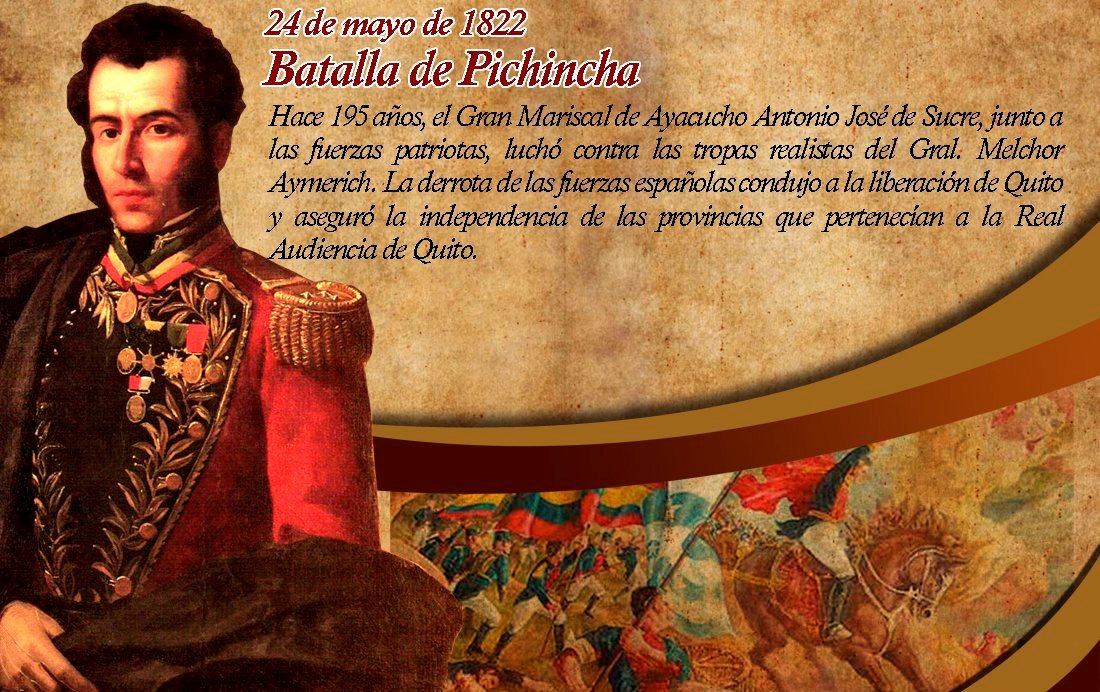 24 de mayo de 1822
Batalla de Pichincha
Hace 195 años, el Gran Mariscal de Ayacucho Antonio José de Sucre, junto a
las fuerzas patriotas, luchó contra las tropas realistas del Gral. Melchor
Aymerich. La derrota de las fuerzas españolas condujo a la liberación de Quito
y aseguró la independencia de las provincias que pertenecían a la Real
Audiencia de Quito.